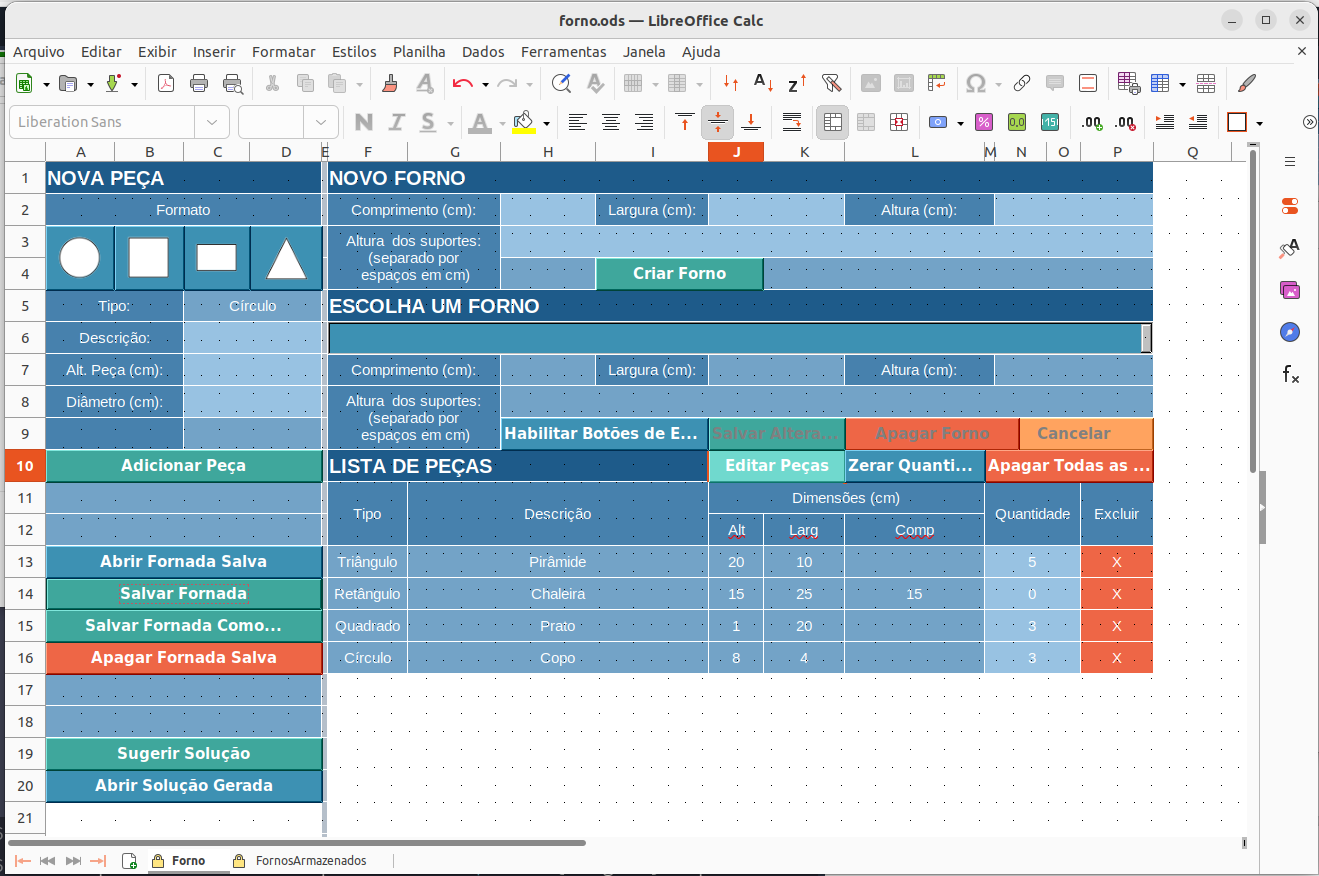 forno.ods — LibreOffice Calc
Arquivo Editar Exibir Inserir Formatar Estilos Planilha Dados Ferramentas Janela Ajuda
Liberation Sans
A B C D E F G H I J K L M N O P Q
1 NOVA PEÇA NOVO FORNO
2 Formato Comprimento (cm): Largura (cm): Altura (cm):
3 Altura dos suportes:
(separado por
4 espaços em cm) Criar Forno
5 Tipo: Círculo ESCOLHA UM FORNO
6 Descrição:
7 Alt. Peça (cm): Comprimento (cm): Largura (cm): Altura (cm):
8 Diâmetro (cm): Altura dos suportes:
(separado por
9 espaços em cm) Habilitar Botões de E... Salvar Altera... Apagar Forno Cancelar
10 Adicionar Peça LISTA DE PEÇAS Editar Peças Zerar Quanti... Apagar Todas as ...
11 Dimensões (cm)
Tipo Descrição Quantidade Excluir
12 Alt Larg Comp
13 Abrir Fornada Salva Triângulo Pirâmide 20 10 5 X
14 Salvar Fornada Retângulo Chaleira 15 25 15 0 X
15 Salvar Fornada Como... Quadrado Prato 1 20 3 X
16 Apagar Fornada Salva Círculo Copo 8 4 3 X
17
18
19 Sugerir Solução
20 Abrir Solução Gerada
21
Forno FornosArmazenados